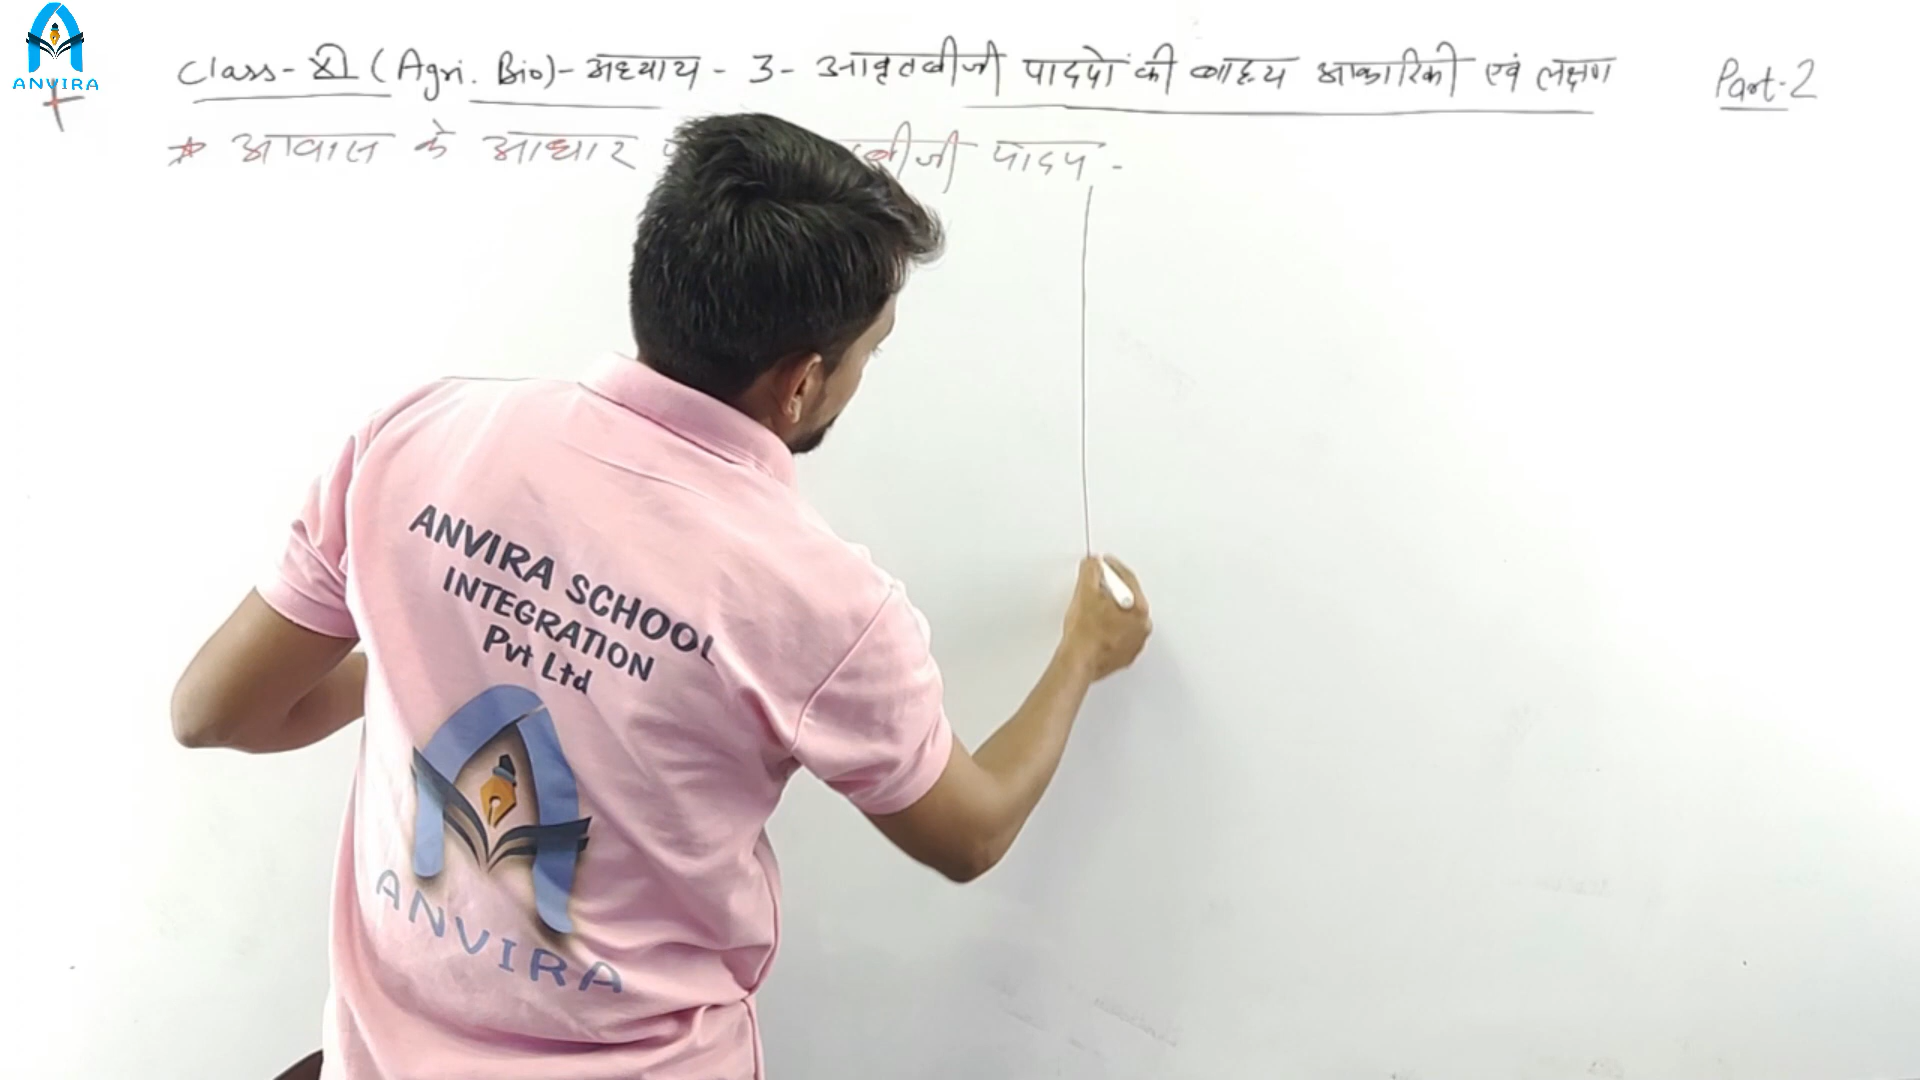 ANVIRA
Class-XI (Agri. Bio)- अध्याय - 3- आवृतबीजी पादपों की बाह्य आकारिकी एवं लक्षण Part-2
* आवास के आधार बीजी पादप -
ANVIRA SCHOOL
INTEGRATION
Pvt Ltd
ANVIRA